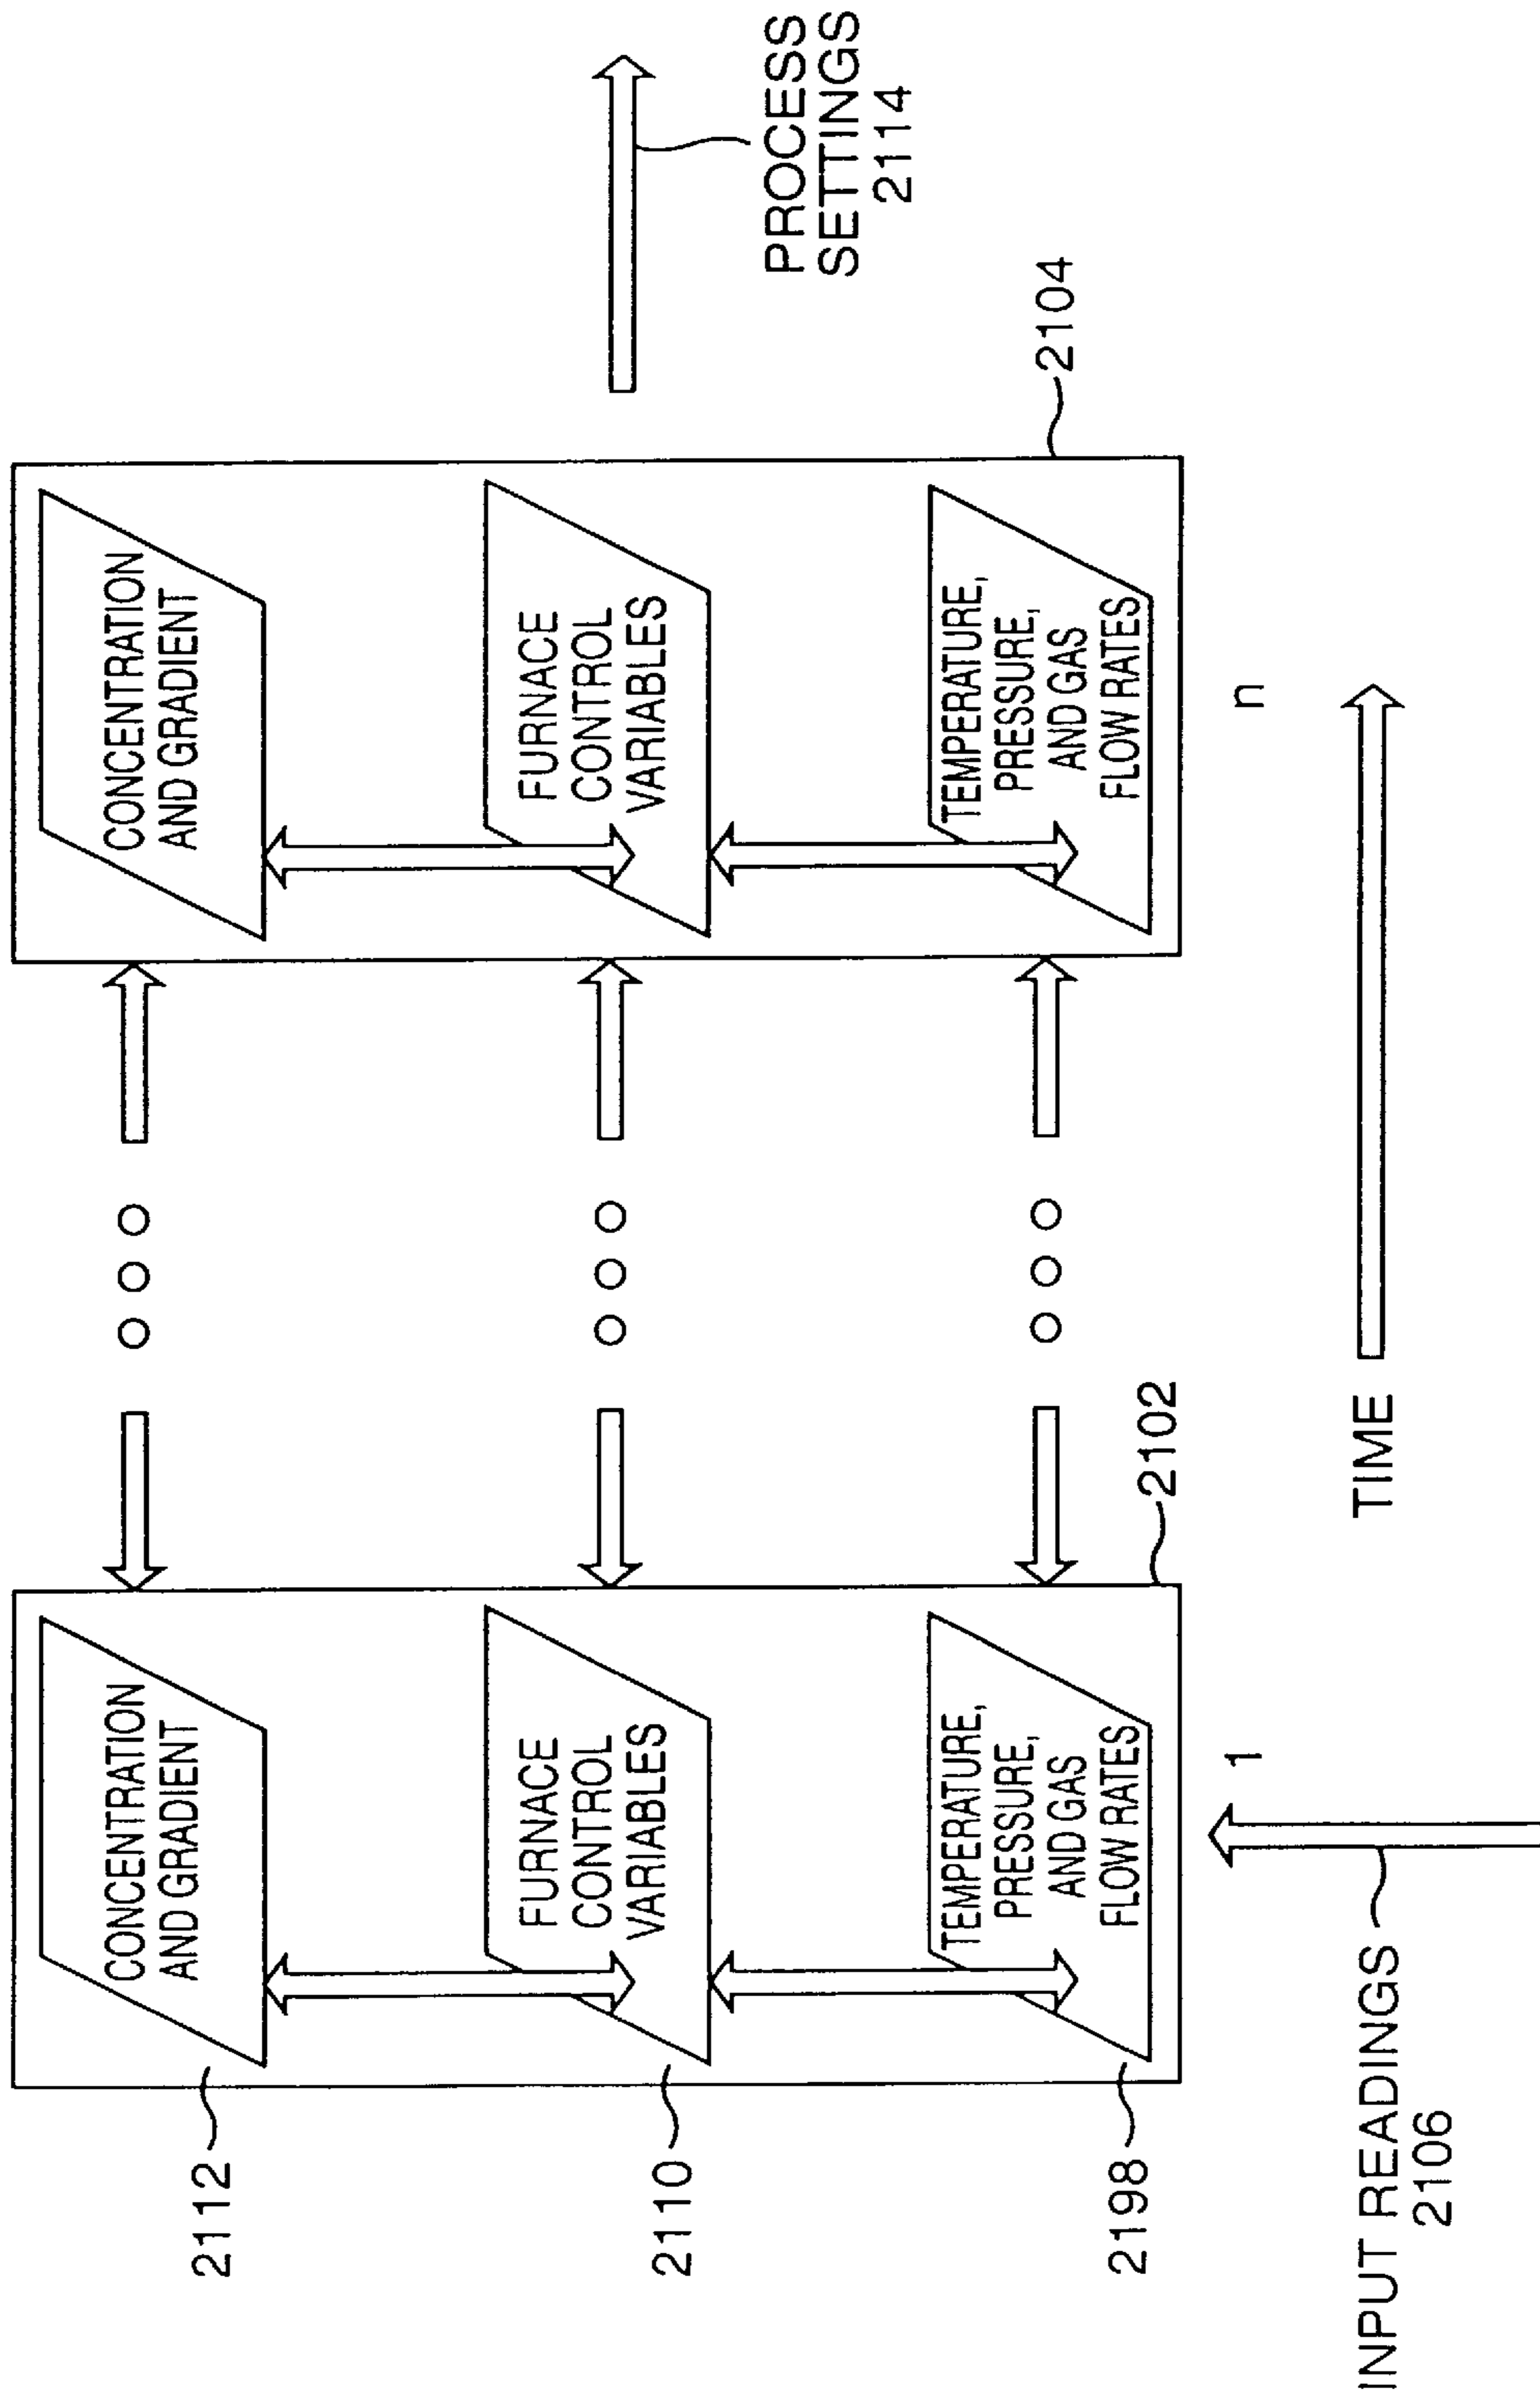 2112
CONCENTRATION
AND GRADIENT
2110
FURNACE
CONTROL
VARIABLES
2198
TEMPERATURE,
PRESSURE,
AND GAS
FLOW RATES
2102
1
INPUT READINGS
2106
TIME
CONCENTRATION
AND GRADIENT
FURNACE
CONTROL
VARIABLES
TEMPERATURE,
PRESSURE,
AND GAS
FLOW RATES
2104
n
PROCESS
SETTINGS
2114